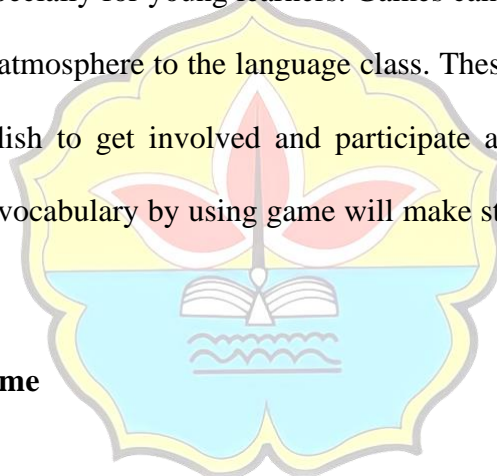 ecially for young learners. Games can
atmosphere to the language class. Thes
lish to get involved and participate a
vocabulary by using game will make st
me